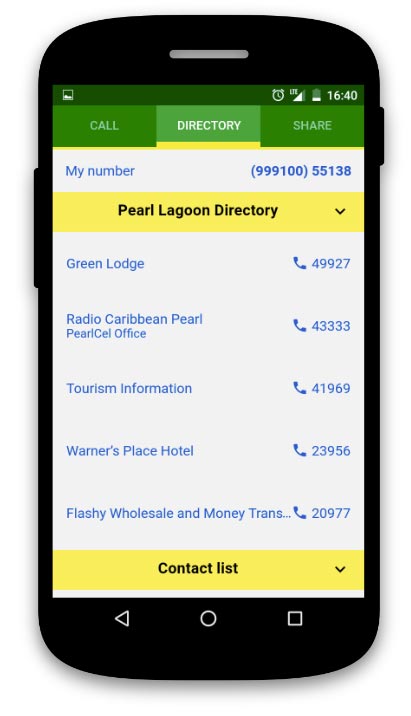 LTE 16:40
CALL DIRECTORY SHARE
My number (999100) 55138
Pearl Lagoon Directory
Green Lodge 49927
Radio Caribbean Pearl
PearlCel Office 43333
Tourism Information 41969
Warner's Place Hotel 23956
Flashy Wholesale and Money Trans... 20977
Contact list